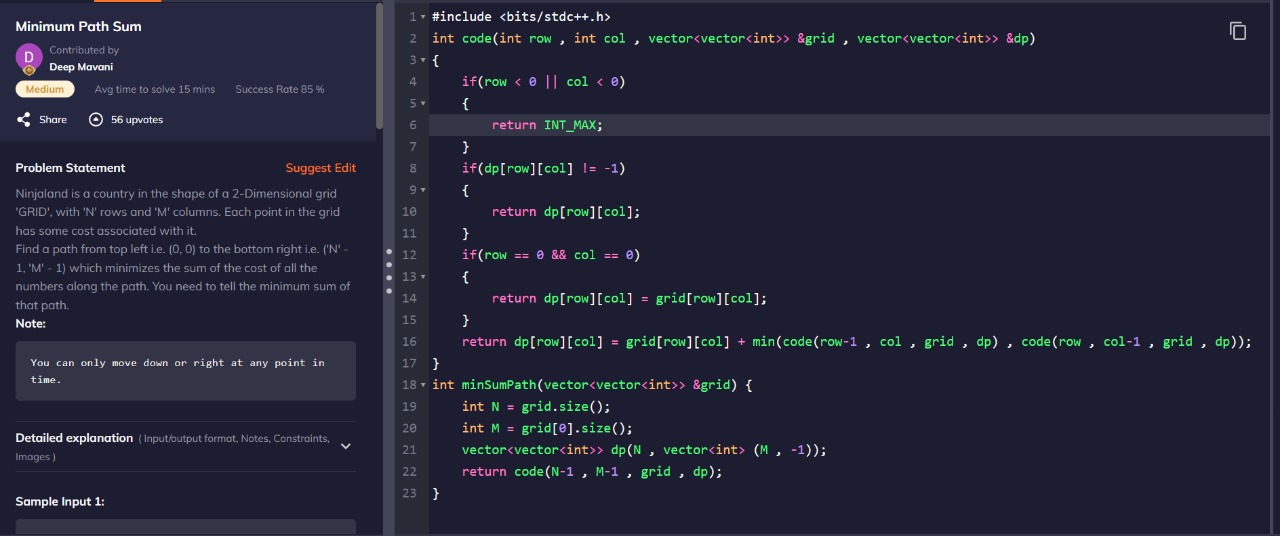 Minimum Path Sum
D
Contributed by
Deep Mavani
Medium
Avg time to solve 15 mins
Success Rate 85 %
Share
56 upvotes
Problem Statement
Suggest Edit
Ninjaland is a country in the shape of a 2-Dimensional grid
'GRID', with 'N' rows and 'M' columns. Each point in the grid
has some cost associated with it.
Find a path from top left i.e. (0, 0) to the bottom right i.e. ('N' -
1, 'M' - 1) which minimizes the sum of the cost of all the
numbers along the path. You need to tell the minimum sum of
that path.
Note:
You can only move down or right at any point in
time.
Detailed explanation ( Input/output format, Notes, Constraints,
Images )
Sample Input 1:
1 #include <bits/stdc++.h>
2 int code(int row , int col , vector<vector<int>> &grid , vector<vector<int>> &dp)
3 {
4     if(row < 0 || col < 0)
5     {
6         return INT_MAX;
7     }
8     if(dp[row][col] != -1)
9     {
10         return dp[row][col];
11     }
12     if(row == 0 && col == 0)
13     {
14         return dp[row][col] = grid[row][col];
15     }
16     return dp[row][col] = grid[row][col] + min(code(row-1 , col , grid , dp) , code(row , col-1 , grid , dp));
17 }
18 int minSumPath(vector<vector<int>> &grid) {
19     int N = grid.size();
20     int M = grid[0].size();
21     vector<vector<int>> dp(N , vector<int> (M , -1));
22     return code(N-1 , M-1 , grid , dp);
23 }